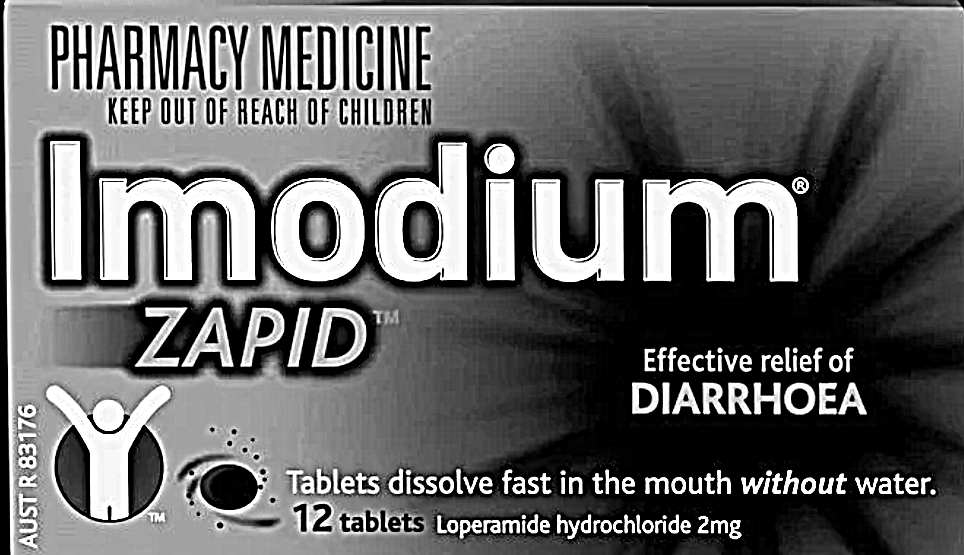 PHARMACY MEDICINE
KEEP OUT OF REACH OF CHILDREN
Imodium®
ZAPID™
Effective relief of
DIARRHOEA
AUST R 83176
TM
Tablets dissolve fast in the mouth without water.
12 tablets Loperamide hydrochloride 2mg